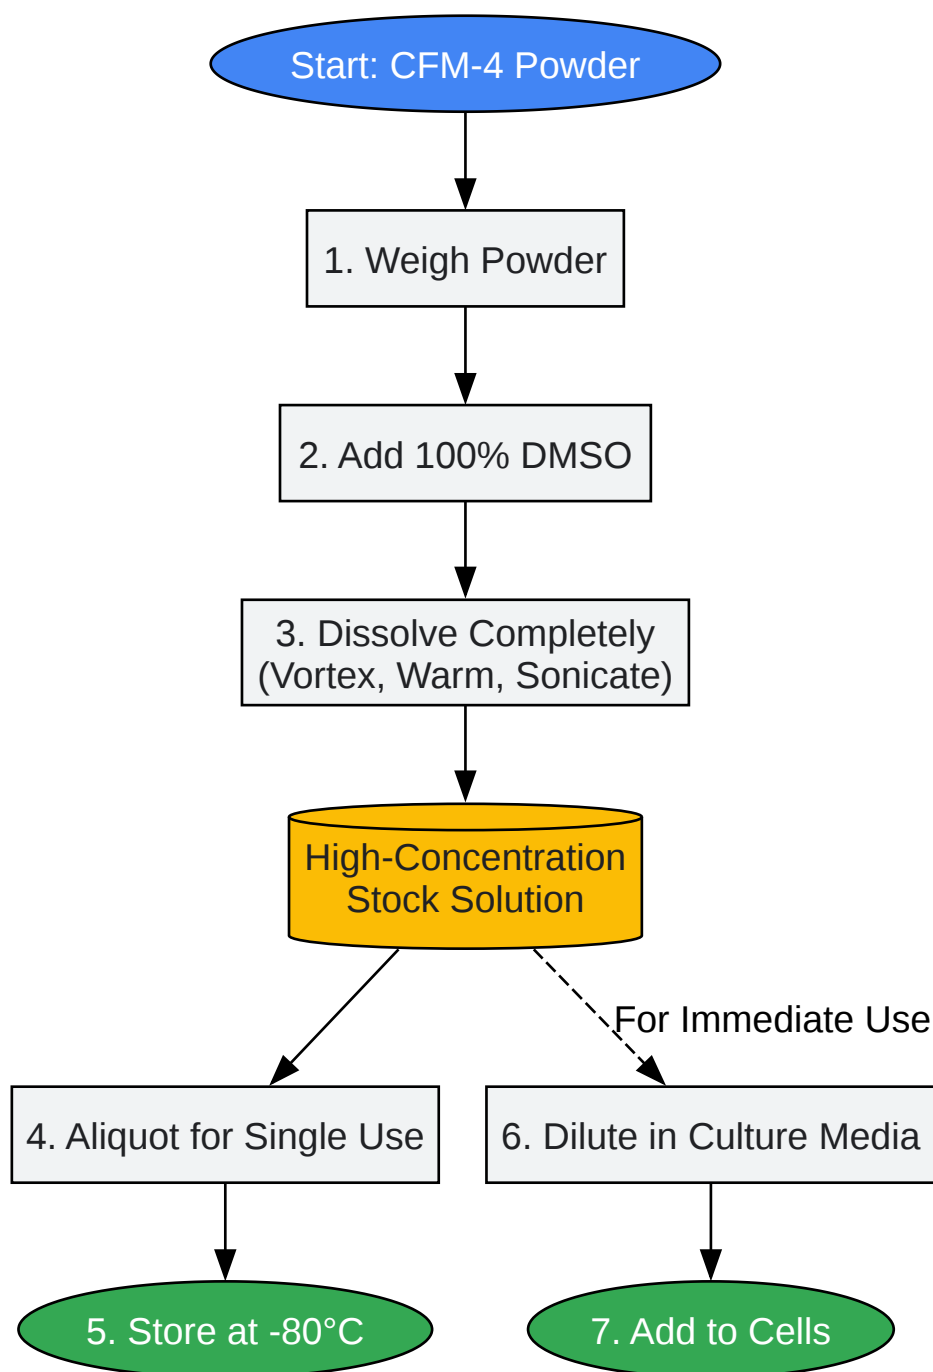 Start: CFM-4 Powder
1. Weigh Powder
2. Add 100% DMSO
3. Dissolve Completely
(Vortex, Warm, Sonicate)
High-Concentration
Stock Solution
For Immediate Use
4. Aliquot for Single Use
6. Dilute in Culture Media
5. Store at -80°C
7. Add to Cells